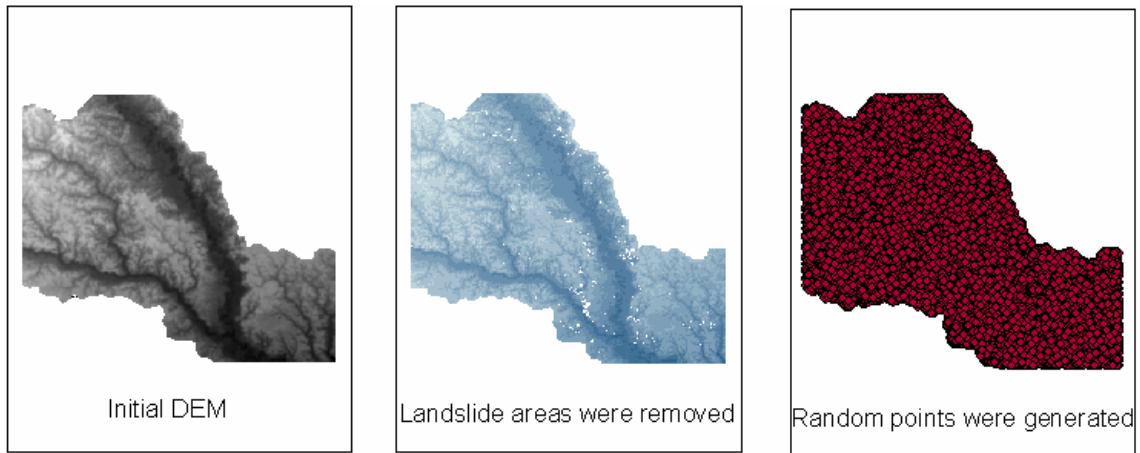 Initial DEM
Landslide areas were removed
Random points were generated